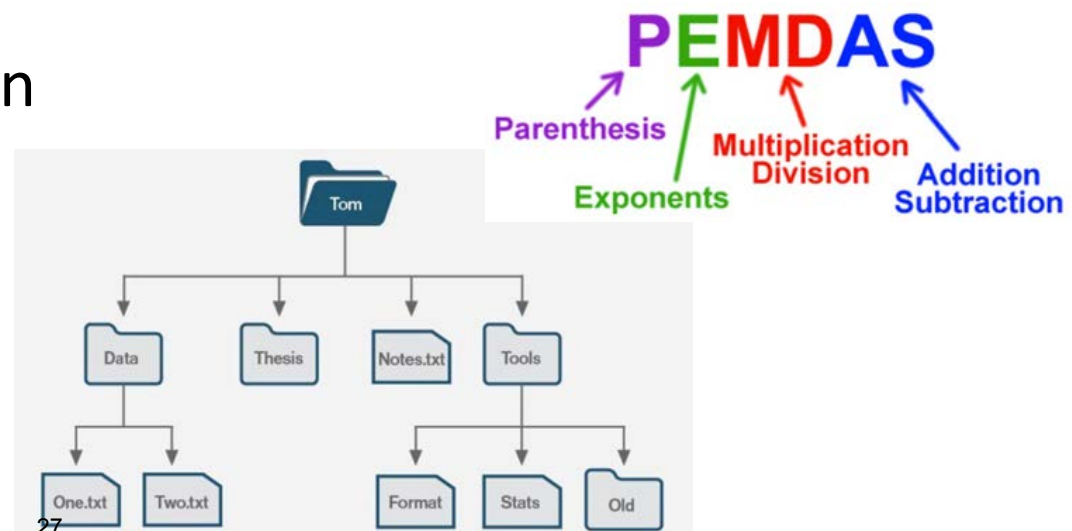 n
PEMDAS
Parenthesis
Exponents
Multiplication
Division
Addition
Subtraction
Tom
Data
Thesis
Notes.txt
Tools
One.txt
Two.txt
Format
Stats
Old
27